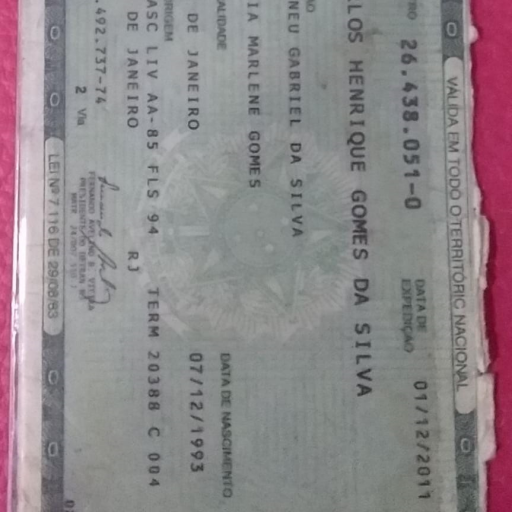 VÁLIDA EM TODO O TERRITÓRIO NACIONAL
26.438.051-0 DATA DE EXPEDIÇÃO 01/12/2011
LOS HENRIQUE GOMES DA SILVA
NEU GABRIEL DA SILVA
IA MARLENE GOMES
ALIDADE DATA DE NASCIMENTO
DE JANEIRO 07/12/1993
ORIGEM
ASC LIV AA-85 FLS 94 TERM 20388 C 004
DE JANEIRO RJ
.492.737-74
2 Via
LEI Nº 7.116 DE 29/08/83